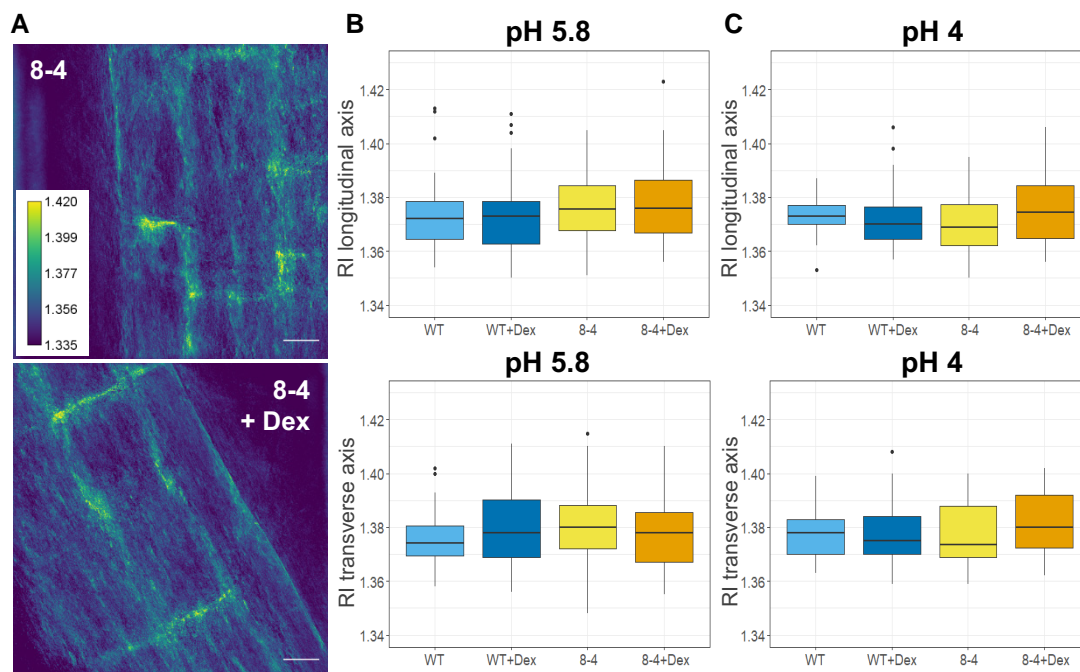 A
8-4
1.420
1.399
1.377
1.356
1.335
8-4
+ Dex
B
pH 5.8
RI longitudinal axis
1.42
1.40
1.38
1.36
1.34
WT
WT+Dex
8-4
8-4+Dex
pH 5.8
RI transverse axis
1.42
1.40
1.38
1.36
1.34
WT
WT+Dex
8-4
8-4+Dex
C
pH 4
RI longitudinal axis
1.42
1.40
1.38
1.36
1.34
WT
WT+Dex
8-4
8-4+Dex
pH 4
RI transverse axis
1.42
1.40
1.38
1.36
1.34
WT
WT+Dex
8-4
8-4+Dex